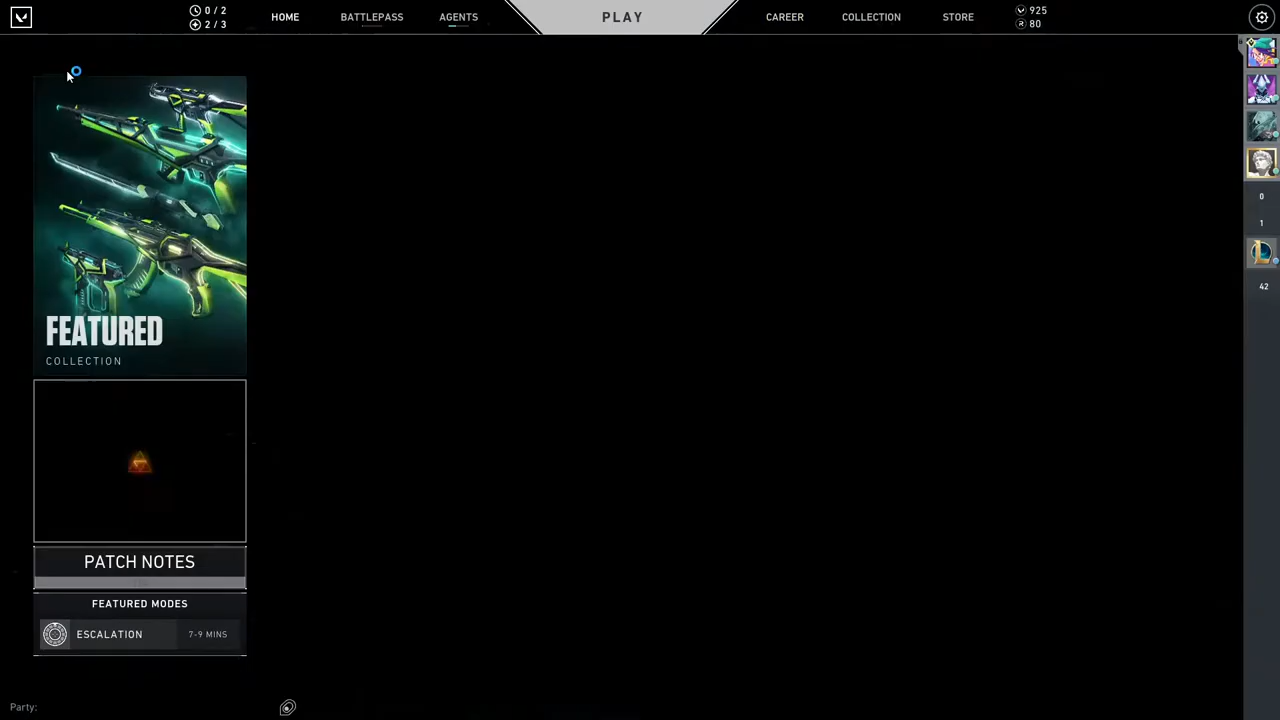 0 / 2
2 / 3
HOME
BATTLEPASS
AGENTS
PLAY
CAREER
COLLECTION
STORE
925
80
FEATURED
COLLECTION
PATCH NOTES
FEATURED MODES
ESCALATION
7-9 MINS
0
1
42
Party: